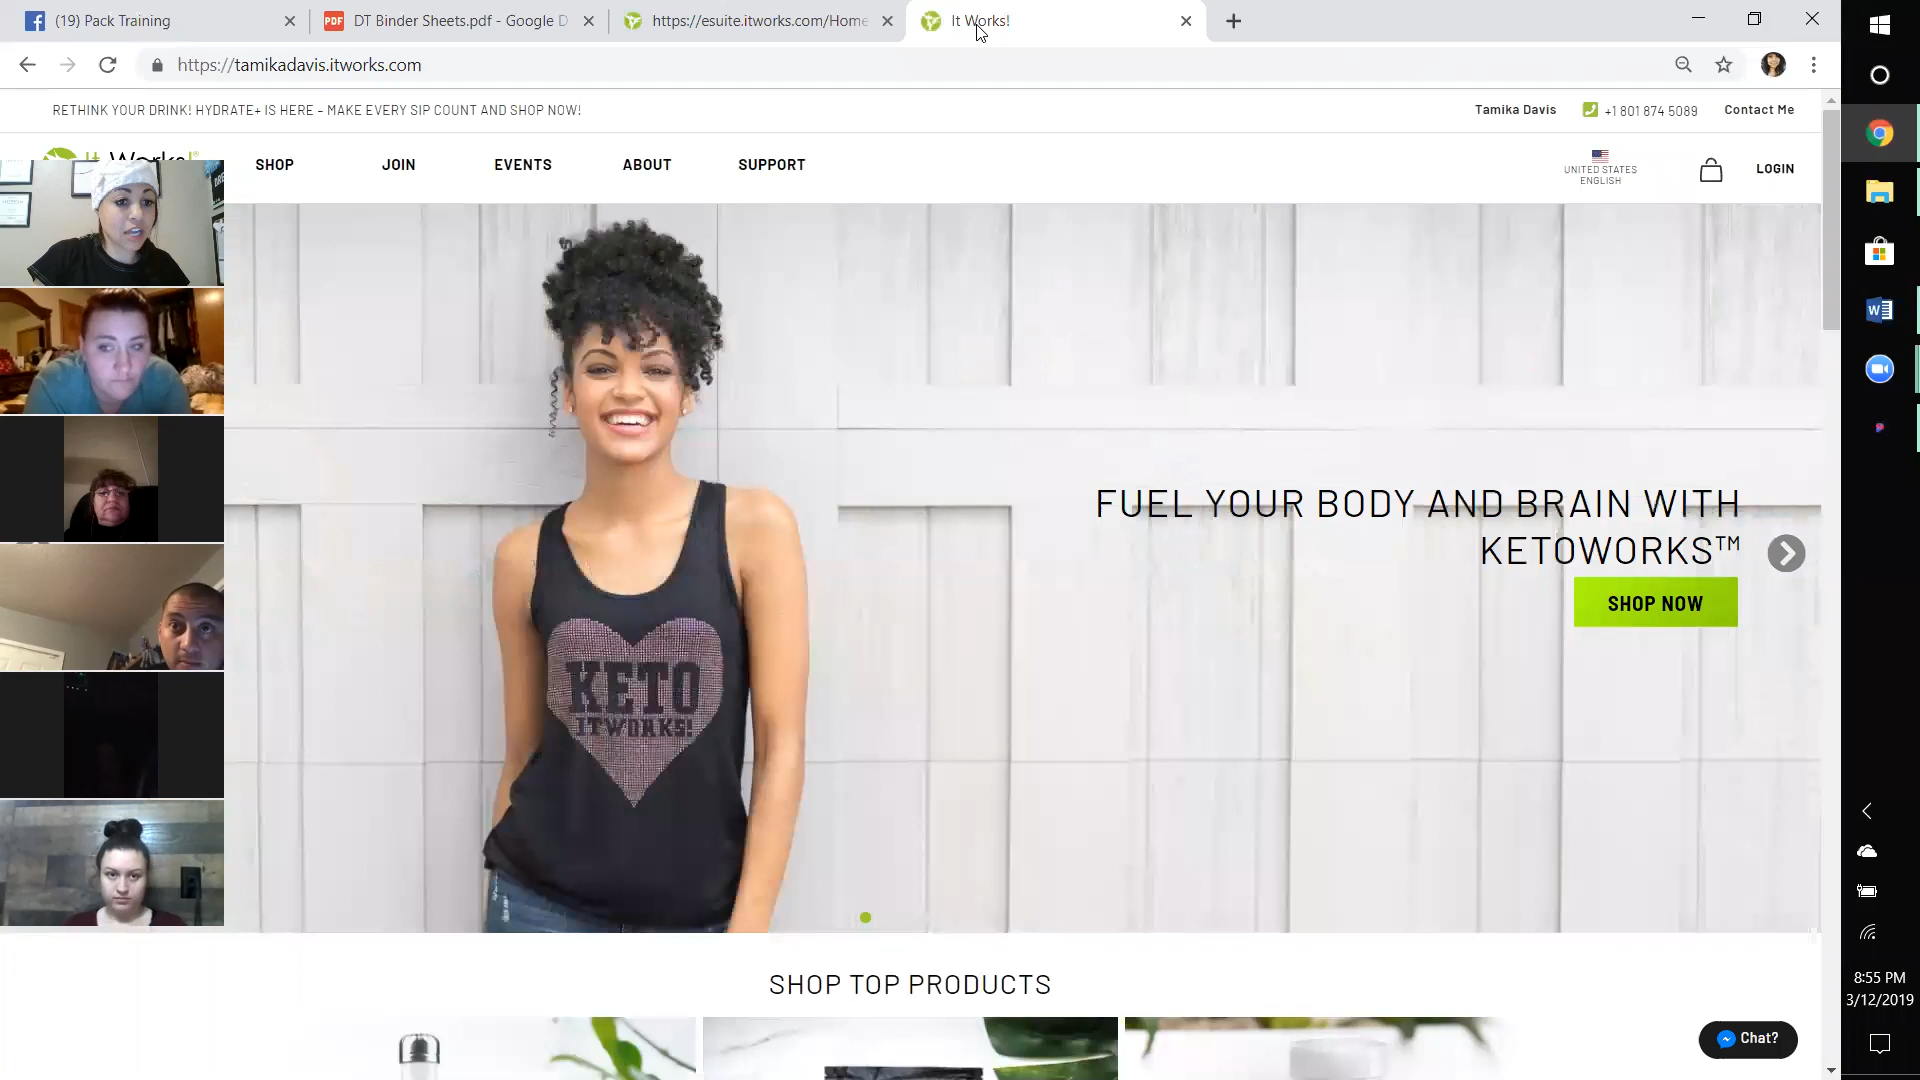 (19) Pack Training
DT Binder Sheets.pdf - Google D
https://esuite.itworks.com/Home
It Works!
https://tamikadavis.itworks.com
RETHINK YOUR DRINK! HYDRATE+ IS HERE – MAKE EVERY SIP COUNT AND SHOP NOW!
Tamika Davis
+1 801 874 5089
Contact Me
It Works!
SHOP
JOIN
EVENTS
ABOUT
SUPPORT
UNITED STATES
ENGLISH
LOGIN
FUEL YOUR BODY AND BRAIN WITH
KETOWORKS™
SHOP NOW
KETO
ITWORKS!
SHOP TOP PRODUCTS
Chat?
8:55 PM
3/12/2019